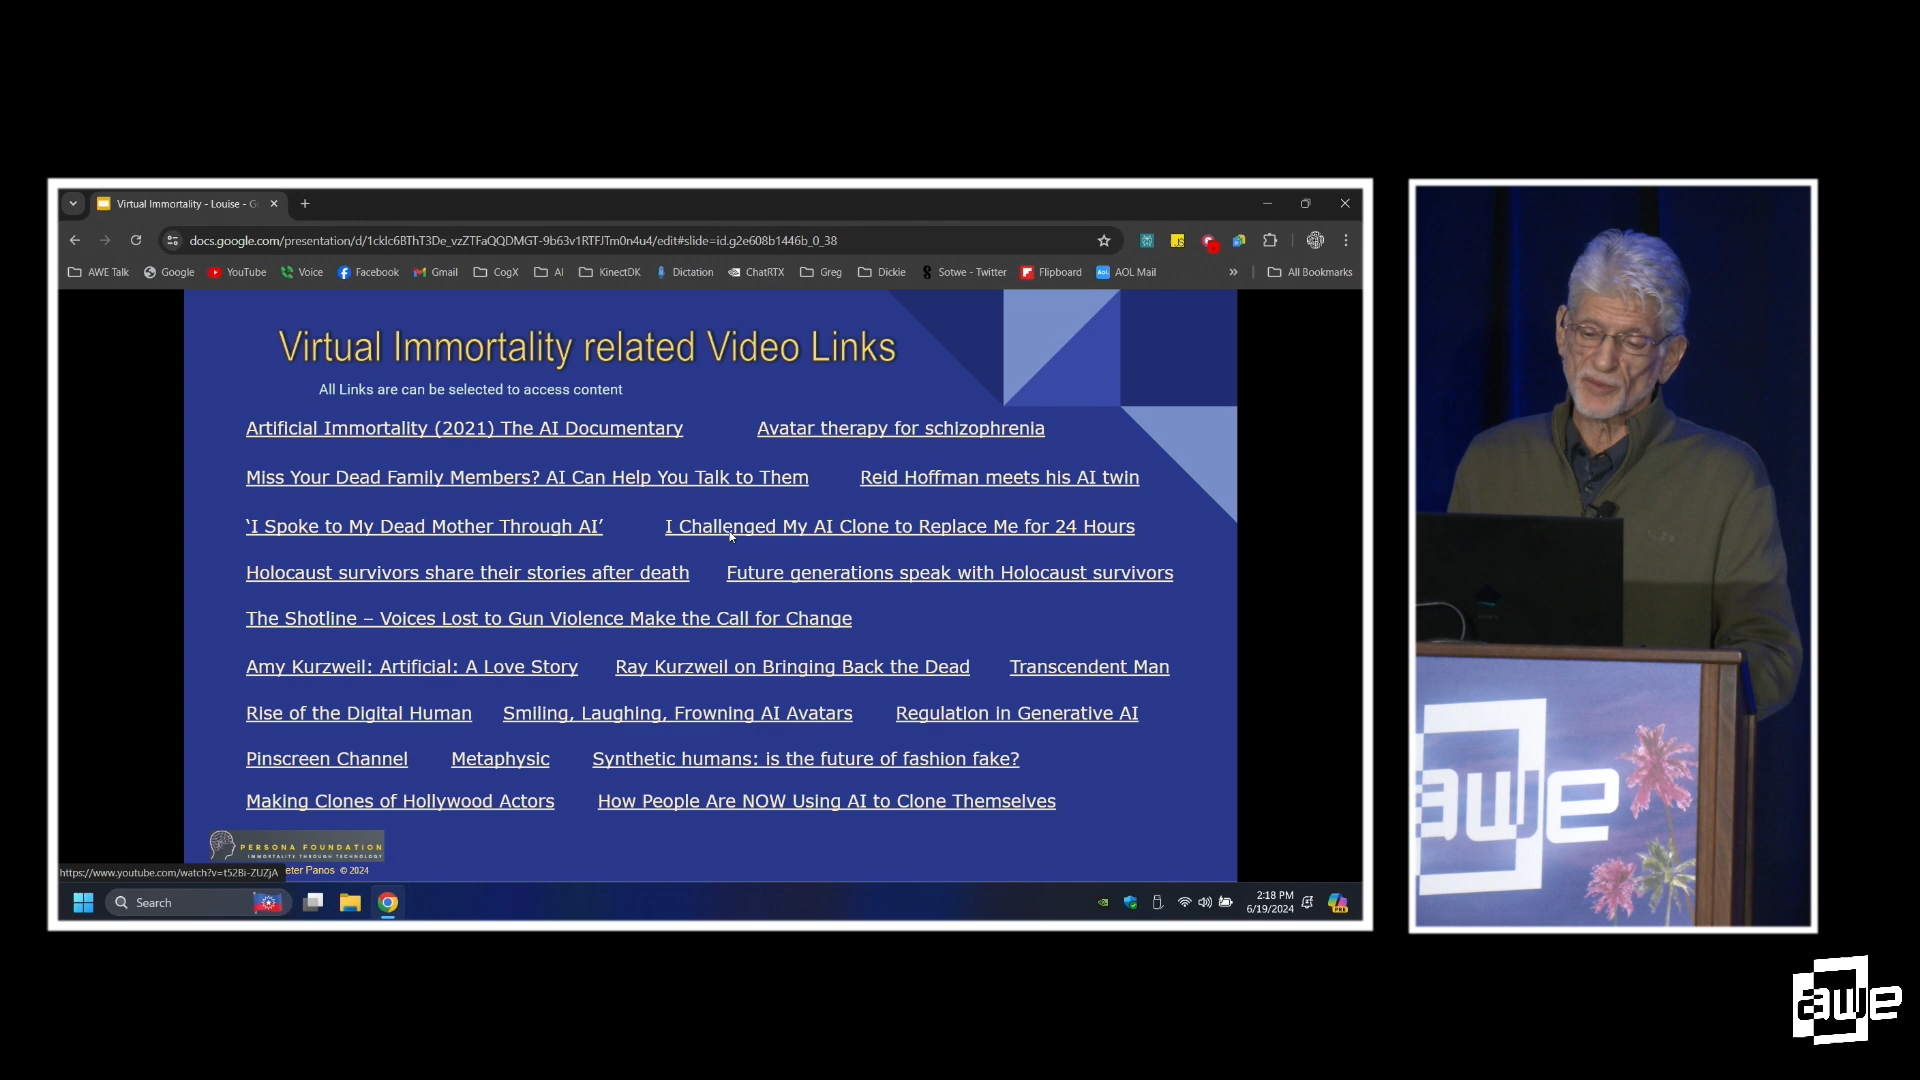 Virtual Immortality - Louise - G
docs.google.com/presentation/d/1cklc6BThT3De_vzZTFaQQDMGT-9b63v1RTFJTm0n4u4/edit#slide=id.g2e608b1446b_0_38
AWE Talk Google YouTube Voice Facebook Gmail CogX AI KinectDK Dictation ChatRTX Greg Dickie Sotwe - Twitter Flipboard AOL Mail » All Bookmarks
Virtual Immortality related Video Links
All Links are can be selected to access content
Artificial Immortality (2021) The AI Documentary Avatar therapy for schizophrenia
Miss Your Dead Family Members? AI Can Help You Talk to Them Reid Hoffman meets his AI twin
‘I Spoke to My Dead Mother Through AI’ I Challenged My AI Clone to Replace Me for 24 Hours
Holocaust survivors share their stories after death Future generations speak with Holocaust survivors
The Shotline – Voices Lost to Gun Violence Make the Call for Change
Amy Kurzweil: Artificial: A Love Story Ray Kurzweil on Bringing Back the Dead Transcendent Man
Rise of the Digital Human Smiling, Laughing, Frowning AI Avatars Regulation in Generative AI
Pinscreen Channel Metaphysic Synthetic humans: is the future of fashion fake?
Making Clones of Hollywood Actors How People Are NOW Using AI to Clone Themselves
PERSONA FOUNDATION
IMMORTALITY THROUGH TECHNOLOGY
https://www.youtube.com/watch?v=t52Bi-ZUZjA eter Panos © 2024
Search
2:18 PM
6/19/2024
awe
awe